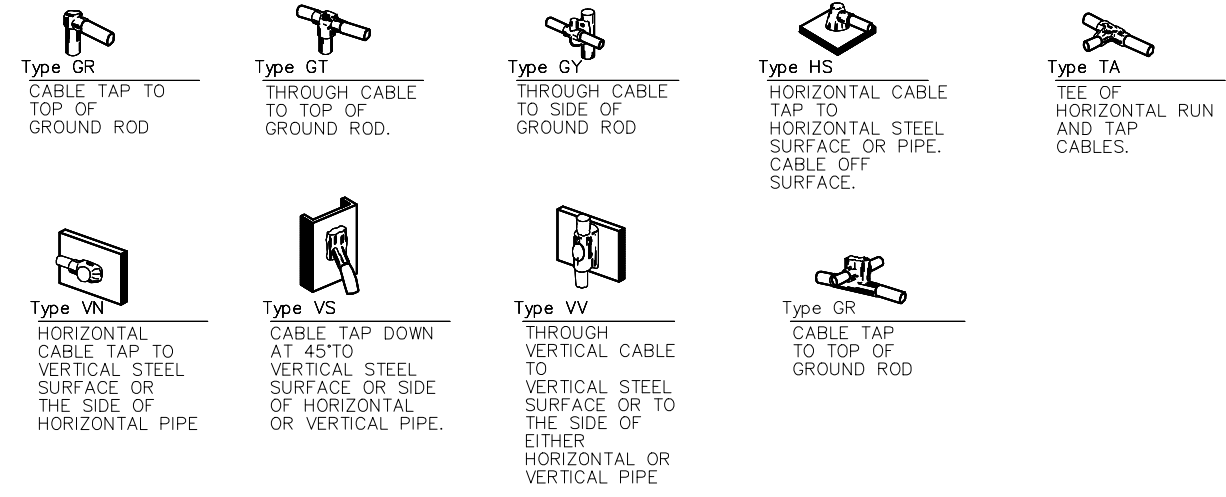 Type GR
CABLE TAP TO
TOP OF
GROUND ROD
Type GT
THROUGH CABLE
TO TOP OF
GROUND ROD.
Type GY
THROUGH CABLE
TO SIDE OF
GROUND ROD
Type HS
HORIZONTAL CABLE
TAP TO
HORIZONTAL STEEL
SURFACE OR PIPE.
CABLE OFF
SURFACE.
Type TA
TEE OF
HORIZONTAL RUN
AND TAP
CABLES.
Type VN
HORIZONTAL
CABLE TAP TO
VERTICAL STEEL
SURFACE OR
THE SIDE OF
HORIZONTAL PIPE
Type VS
CABLE TAP DOWN
AT 45°TO
VERTICAL STEEL
SURFACE OR SIDE
OF HORIZONTAL
OR VERTICAL PIPE.
Type VV
THROUGH
VERTICAL CABLE
TO
VERTICAL STEEL
SURFACE OR TO
THE SIDE OF
EITHER
HORIZONTAL OR
VERTICAL PIPE
Type GR
CABLE TAP
TO TOP OF
GROUND ROD